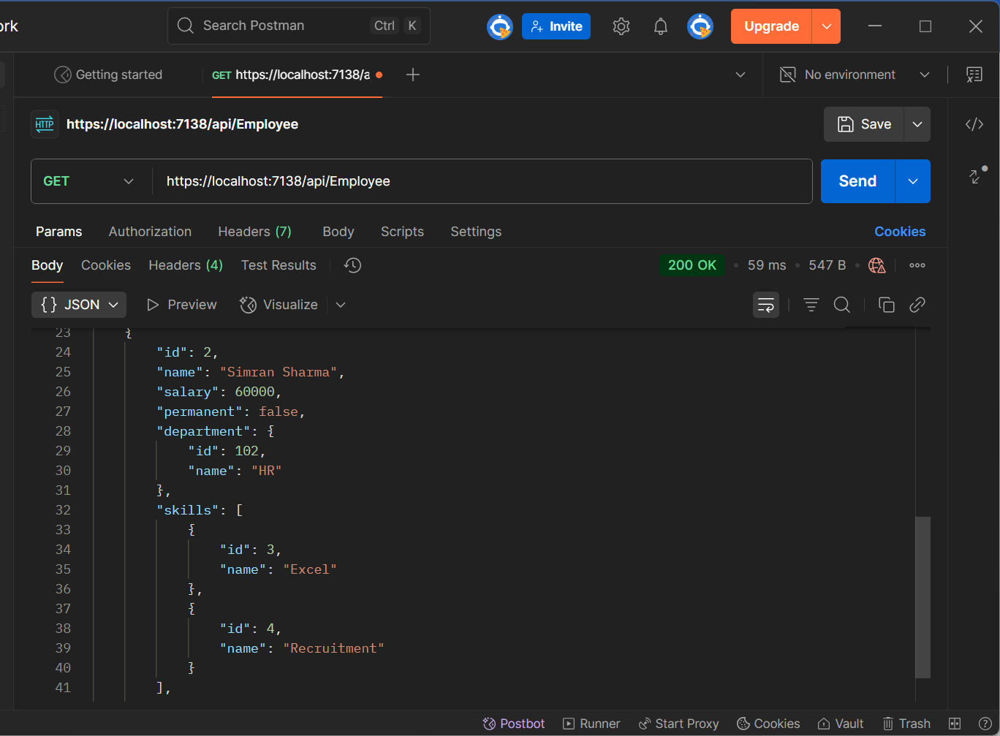 ork
Search Postman Ctrl K
Invite
Upgrade
Getting started
GET https://localhost:7138/a
No environment
HTTP https://localhost:7138/api/Employee
Save
GET https://localhost:7138/api/Employee
Send
Params Authorization Headers (7) Body Scripts Settings Cookies
Body Cookies Headers (4) Test Results 200 OK 59 ms 547 B
{} JSON Preview Visualize
23 {
24 "id": 2,
25 "name": "Simran Sharma",
26 "salary": 60000,
27 "permanent": false,
28 "department": {
29 "id": 102,
30 "name": "HR"
31 },
32 "skills": [
33 {
34 "id": 3,
35 "name": "Excel"
36 },
37 {
38 "id": 4,
39 "name": "Recruitment"
40 }
41 ],
Postbot Runner Start Proxy Cookies Vault Trash